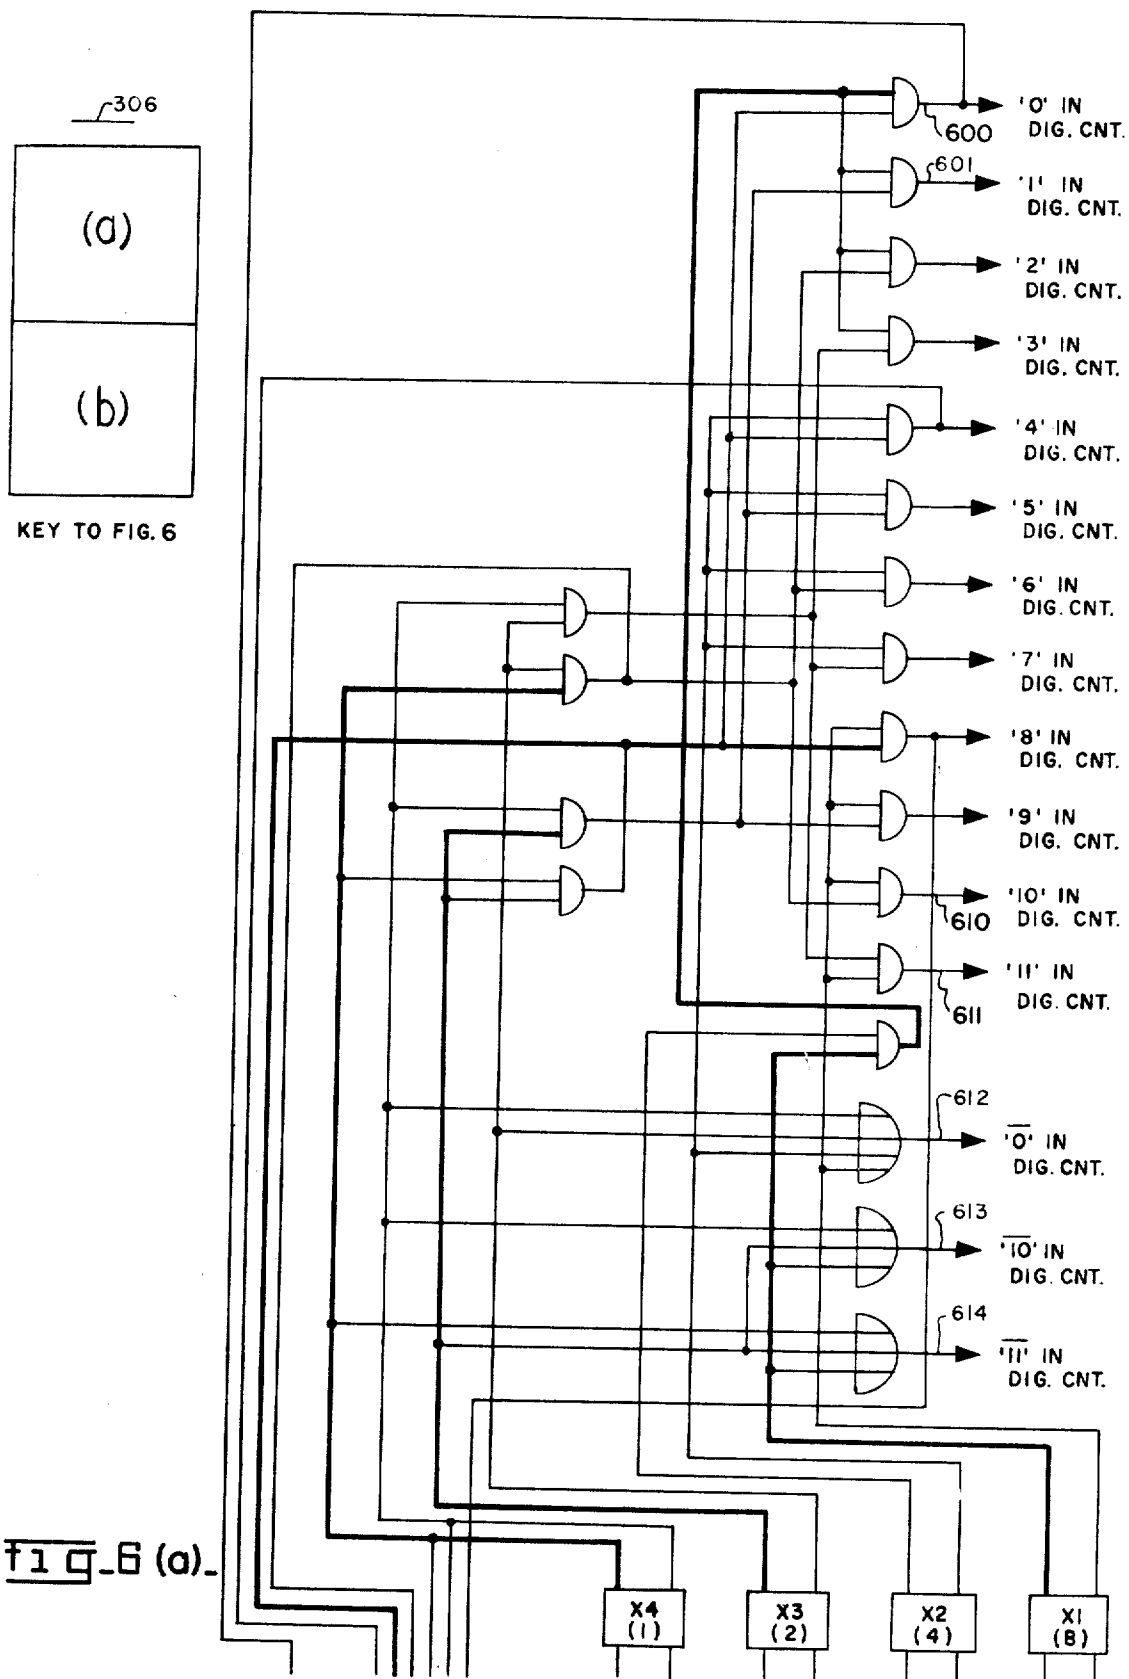 306
(a)
(b)
KEY TO FIG. 6
'0' IN
DIG. CNT.
600
601
'1' IN
DIG. CNT.
'2' IN
DIG. CNT.
'3' IN
DIG. CNT.
'4' IN
DIG. CNT.
'5' IN
DIG. CNT.
'6' IN
DIG. CNT.
'7' IN
DIG. CNT.
'8' IN
DIG. CNT.
'9' IN
DIG. CNT.
'10' IN
DIG. CNT.
610
'11' IN
DIG. CNT.
611
612
'0̅' IN
DIG. CNT.
613
'1̅0̅' IN
DIG. CNT.
614
'1̅1̅' IN
DIG. CNT.
fig_6 (a)_
X4
(1)
X3
(2)
X2
(4)
X1
(8)